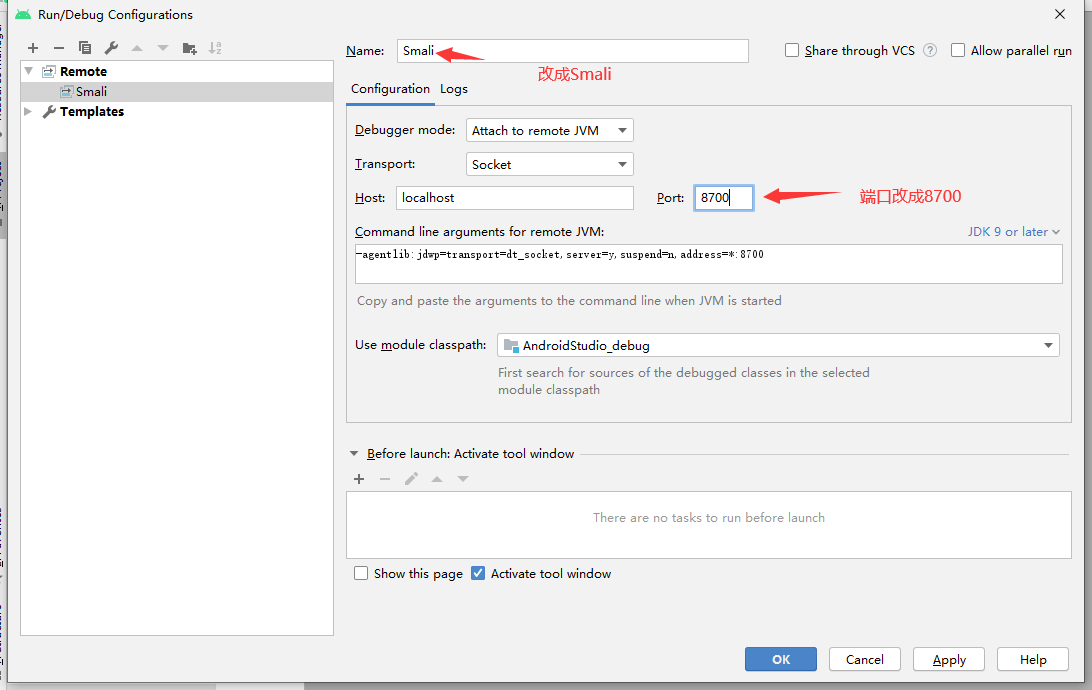 Run/Debug Configurations
Name: Smali
Share through VCS
Allow parallel run
改成Smali
Remote
Smali
Templates
Configuration
Logs
Debugger mode: Attach to remote JVM
Transport: Socket
Host: localhost
Port: 8700
端口改成8700
Command line arguments for remote JVM:
JDK 9 or later
-agentlib:jdwp=transport=dt_socket,server=y,suspend=n,address=*:8700
Copy and paste the arguments to the command line when JVM is started
Use module classpath: AndroidStudio_debug
First search for sources of the debugged classes in the selected
module classpath
Before launch: Activate tool window
There are no tasks to run before launch
Show this page
Activate tool window
OK
Cancel
Apply
Help